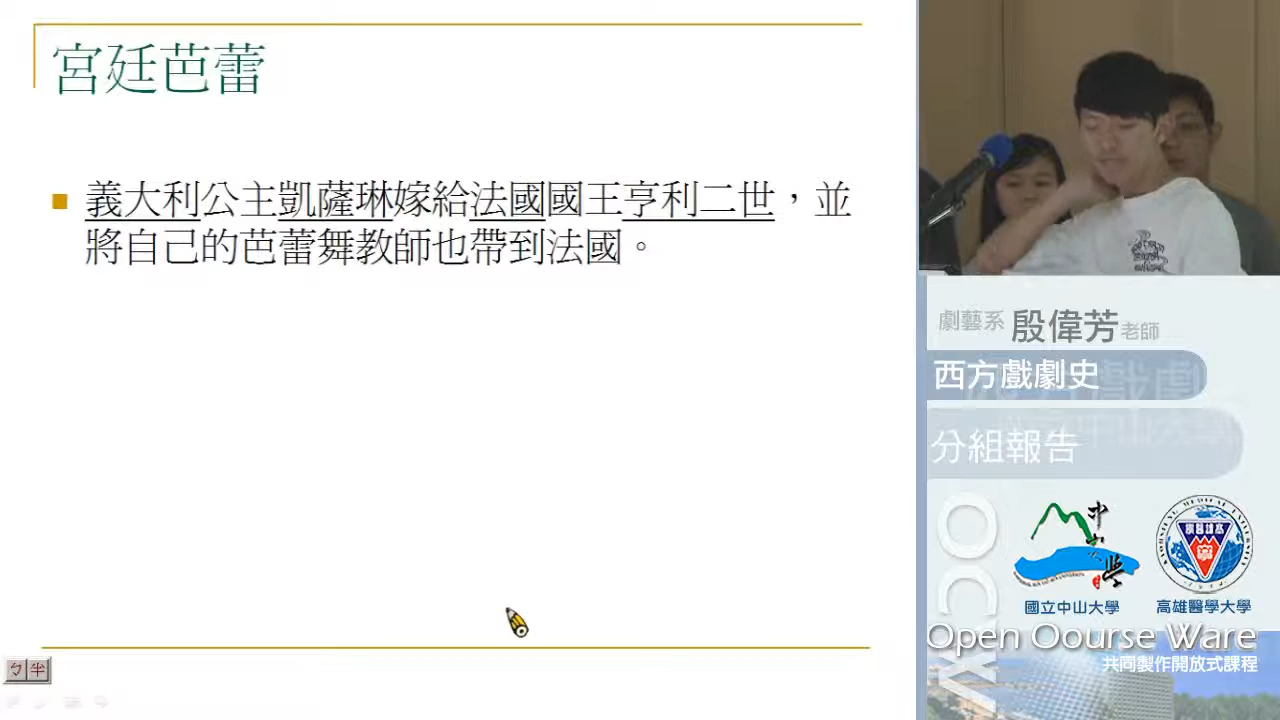 宮廷芭蕾
義大利公主凱薩琳嫁給法國國王亨利二世，並
將自己的芭蕾舞教師也帶到法國。
ㄅ半
劇藝系 殷偉芳老師
西方戲劇史
分組報告
OCW
國立中山大學
高雄醫學大學
Open Oourse Ware
共同製作開放式課程